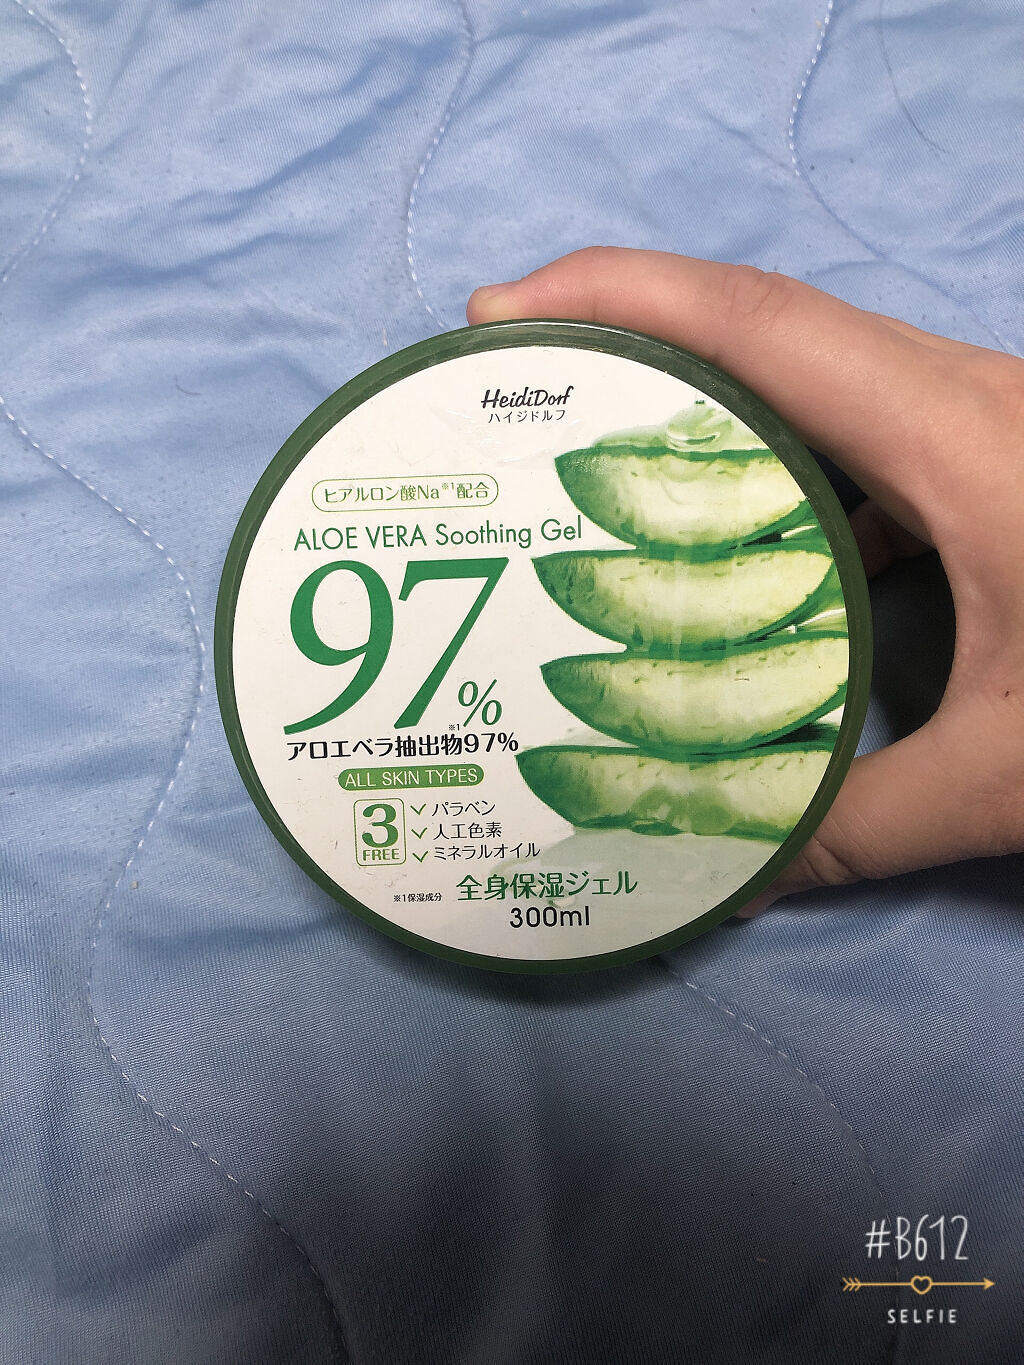 HeidiDorf
ハイジドルフ
ヒアルロン酸Na※1配合
ALOE VERA Soothing Gel
97%
※1
アロエベラ抽出物97%
ALL SKIN TYPES
3 FREE
パラベン
人工色素
ミネラルオイル
※1保湿成分
全身保湿ジェル
300ml
#B612
SELFIE